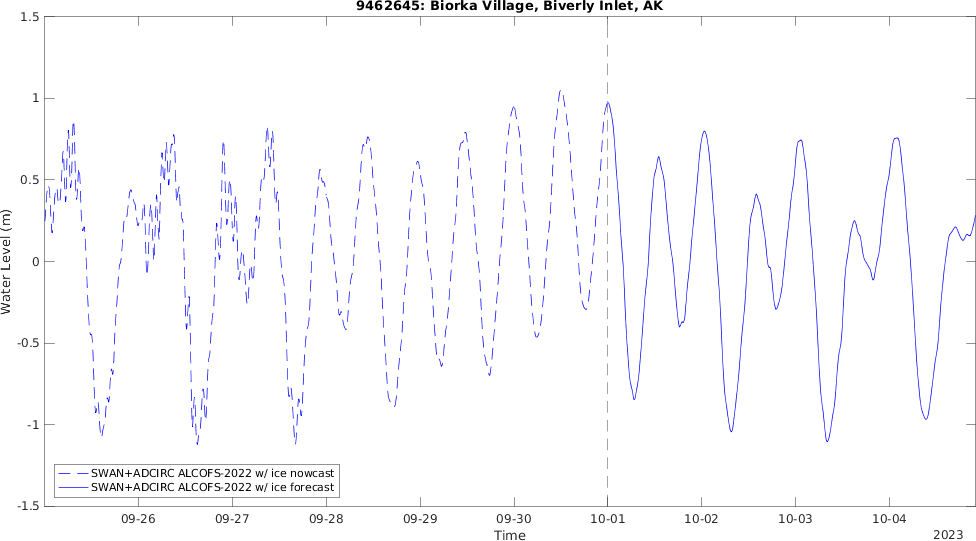 9462645: Biorka Village, Biverly Inlet, AK
1.5
1
0.5
0
-0.5
-1
-1.5
Water Level (m)
SWAN+ADCIRC ALCOFS-2022 w/ ice nowcast
SWAN+ADCIRC ALCOFS-2022 w/ ice forecast
09-26 09-27 09-28 09-29 09-30 10-01 10-02 10-03 10-04
Time
2023